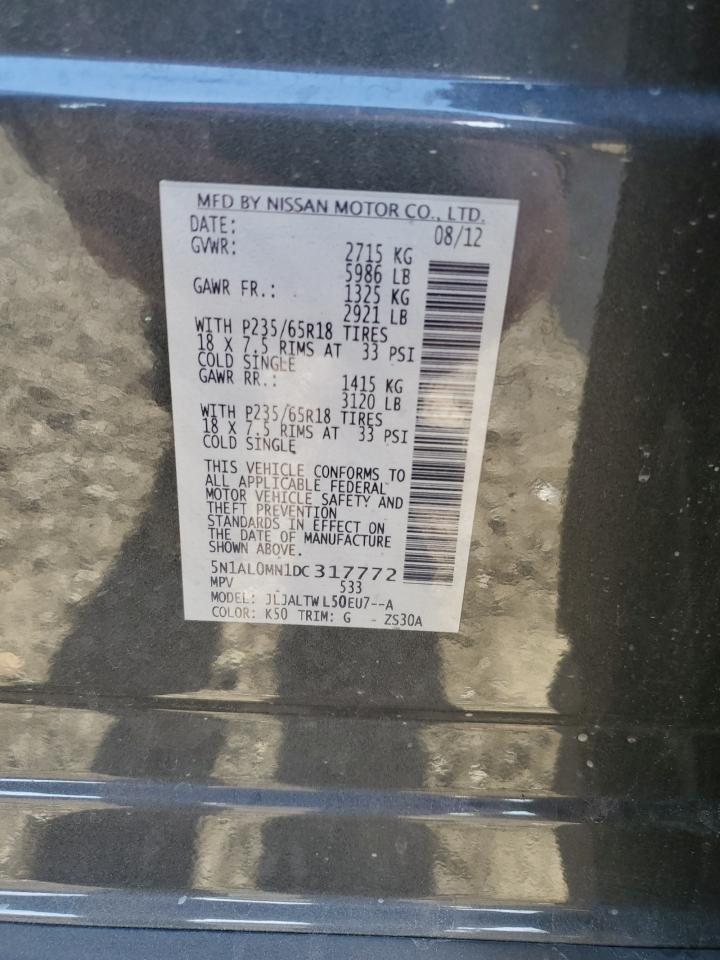 MFD BY NISSAN MOTOR CO., LTD.
DATE: 08/12
GVWR: 2715 KG
5986 LB
GAWR FR.: 1325 KG
2921 LB
WITH P235/65R18 TIRES
18 X 7.5 RIMS AT 33 PSI
COLD SINGLE
GAWR RR.: 1415 KG
3120 LB
WITH P235/65R18 TIRES
18 X 7.5 RIMS AT 33 PSI
COLD SINGLE
THIS VEHICLE CONFORMS TO
ALL APPLICABLE FEDERAL
MOTOR VEHICLE SAFETY AND
THEFT PREVENTION
STANDARDS IN EFFECT ON
THE DATE OF MANUFACTURE
SHOWN ABOVE.
5N1AL0MN1DC317772
MPV 533
MODEL: JLJALTWL50EU7--A
COLOR: K50 TRIM: G - ZS30A